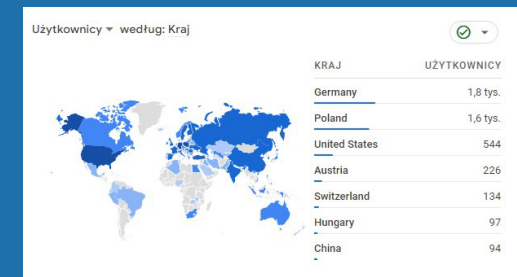 Użytkownicy według: Kraj
KRAJ UŻYTKOWNICY
Germany 1,8 tys.
Poland 1,6 tys.
United States 544
Austria 226
Switzerland 134
Hungary 97
China 94